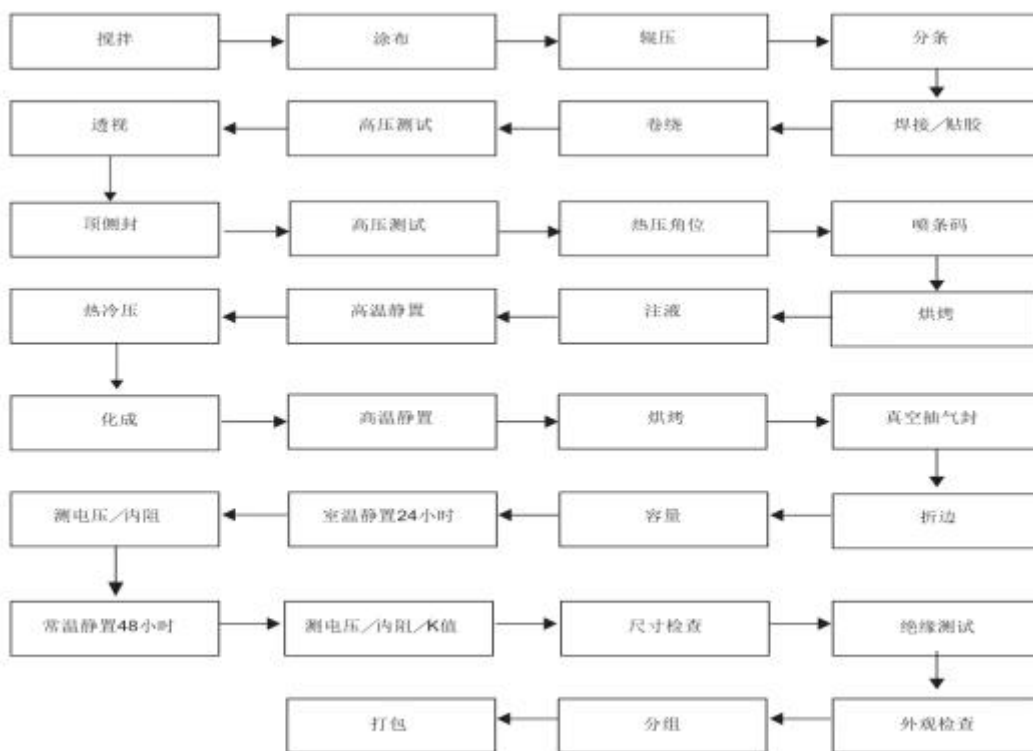 搅拌
涂布
辊压
分条
透视
高压测试
卷绕
焊接／贴胶
顶侧封
高压测试
热压角位
喷条码
热冷压
高温静置
注液
烘烤
化成
高温静置
烘烤
真空抽气封
测电压／内阻
室温静置24小时
容量
折边
常温静置48小时
测电压／内阻／K值
尺寸检查
绝缘测试
打包
分组
外观检查